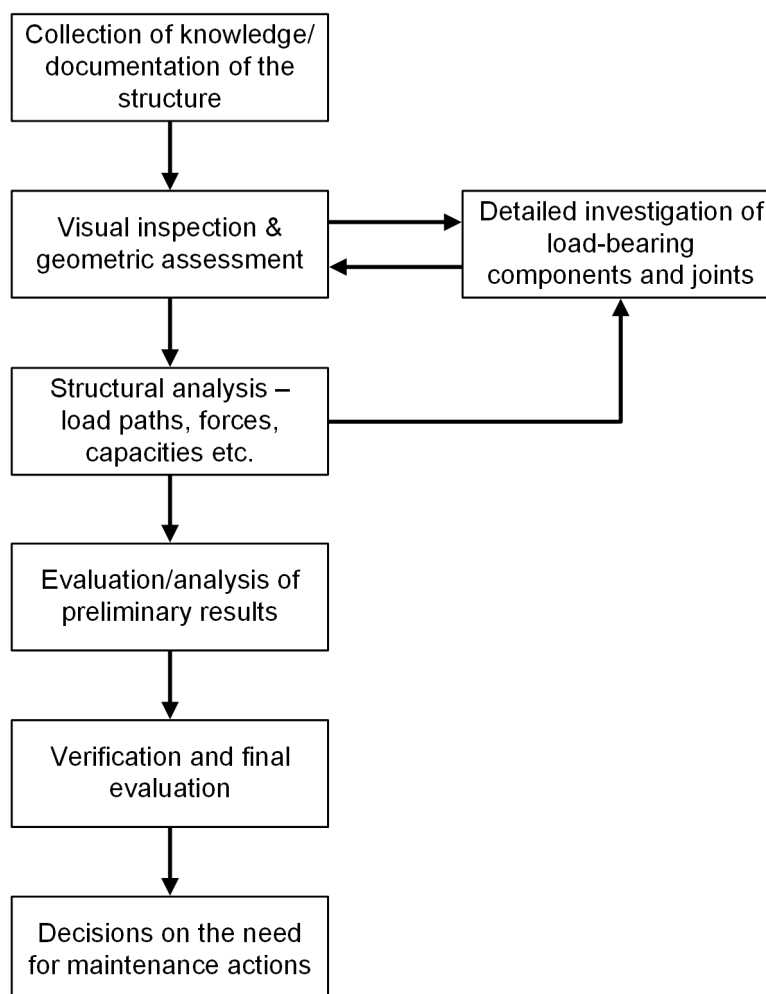 Collection of knowledge/
documentation of the
structure
Visual inspection &
geometric assessment
Detailed investigation of
load-bearing
components and joints
Structural analysis –
load paths, forces,
capacities etc.
Evaluation/analysis of
preliminary results
Verification and final
evaluation
Decisions on the need
for maintenance actions